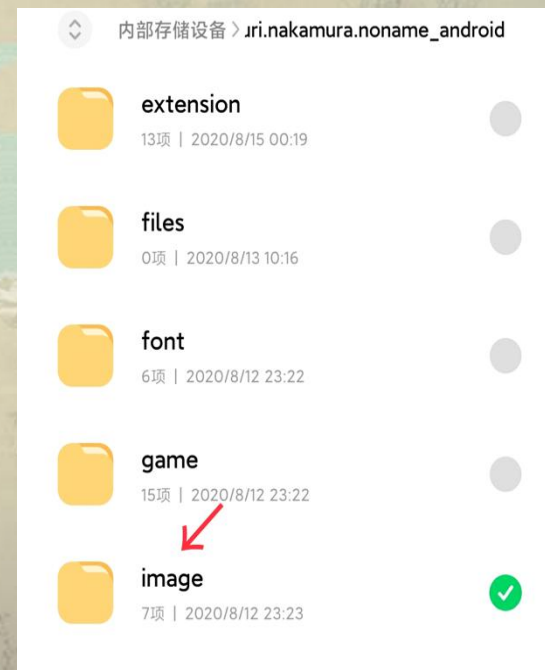 内部存储设备〉uri.nakamura.noname_android
extension
13项 | 2020/8/15 00:19
files
0项 | 2020/8/13 10:16
font
6项 | 2020/8/12 23:22
game
15项 | 2020/8/12 23:22
image
7项 | 2020/8/12 23:23